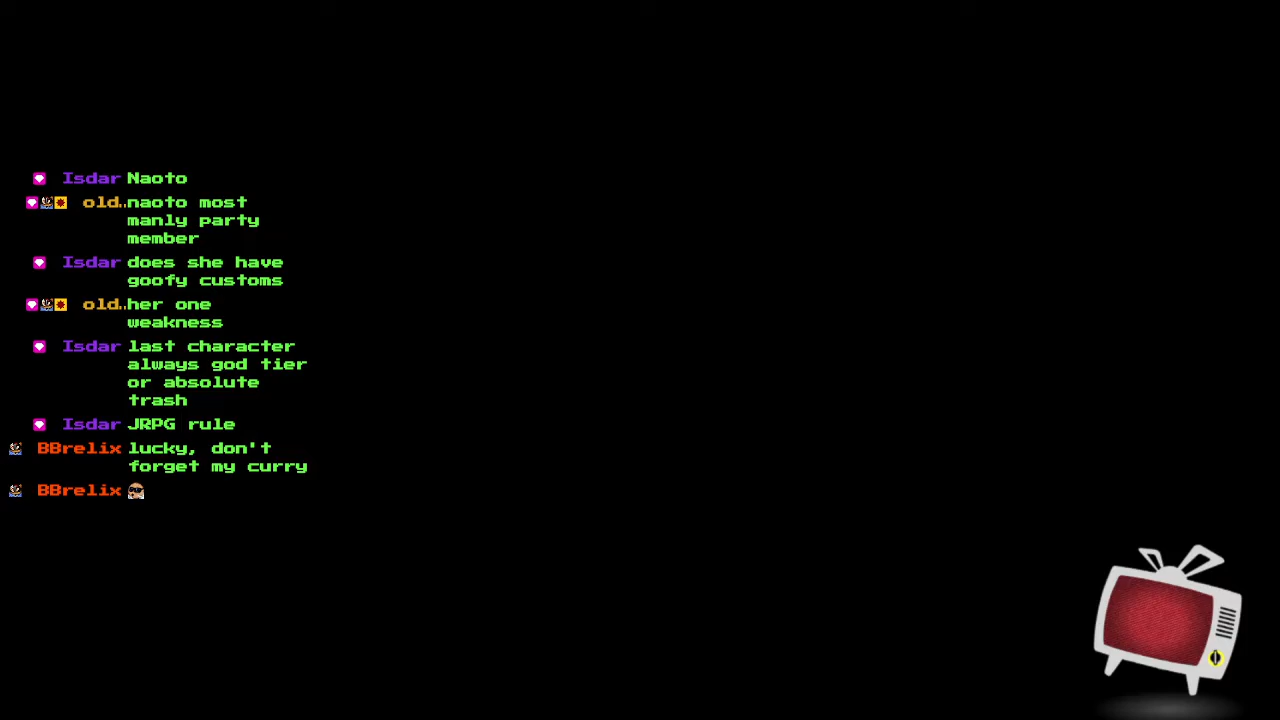 Isdar Naoto
old.. naoto most
manly party
member
Isdar does she have
goofy customs
old.. her one
weakness
Isdar last character
always god tier
or absolute
trash
Isdar JRPG rule
BBrelix lucky, don't
forget my curry
BBrelix